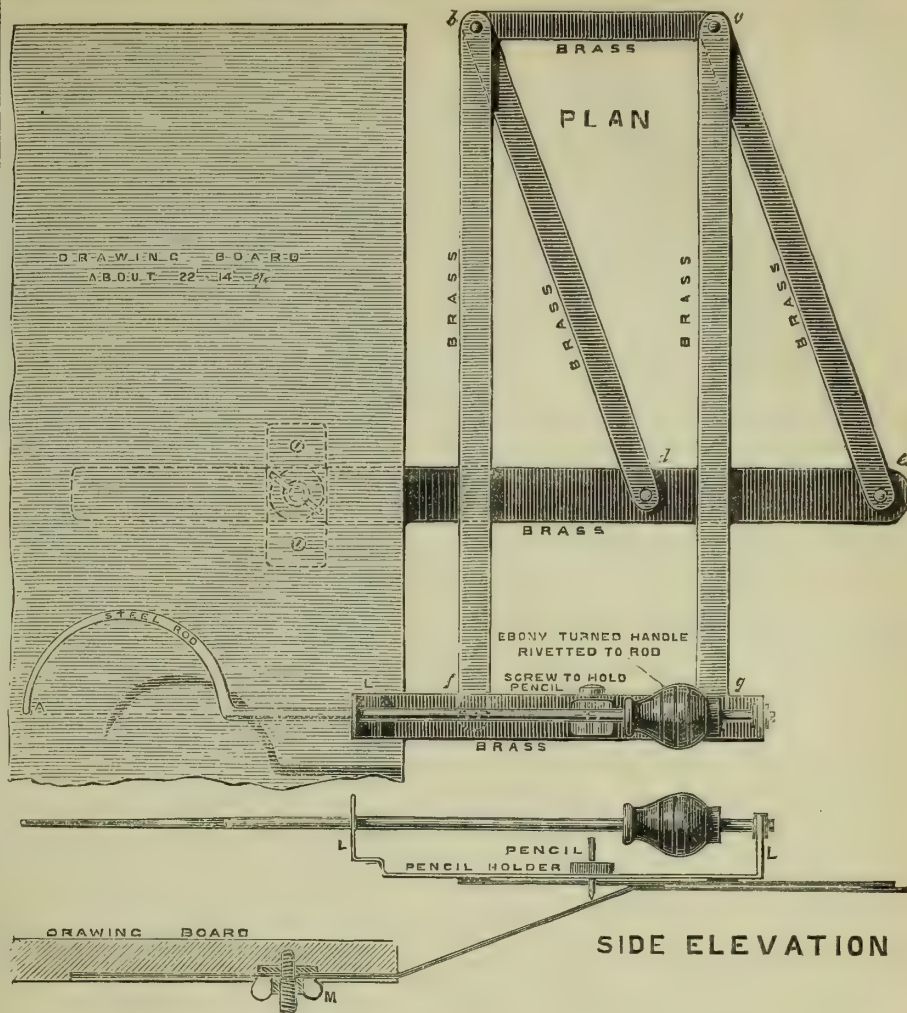 b
BRASS
PLAN
DRAWING BOARD
ABOUT 22" 14"
BRASS
BRASS
BRASS
BRASS
d
e
BRASS
STEEL ROD
A
EBONY TURNED HANDLE
RIVETTED TO ROD
SCREW TO HOLD
PENCIL
L
f
g
BRASS
L
PENCIL
PENCIL HOLDER
L
DRAWING BOARD
SIDE ELEVATION
M